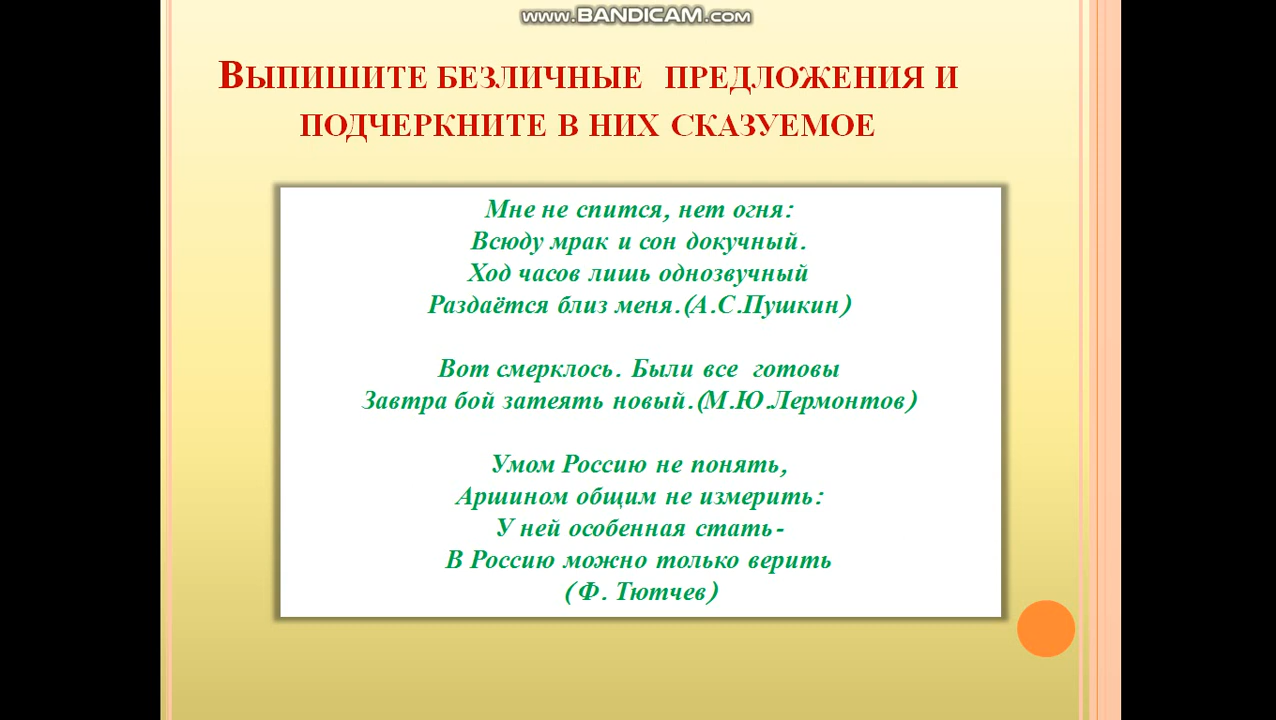 www.BANDICAM.com
Выпишите безличные предложения и
подчеркните в них сказуемое
Мне не спится, нет огня:
Всюду мрак и сон докучный.
Ход часов лишь однозвучный
Раздаётся близ меня.(А.С.Пушкин)
Вот смерклось. Были все готовы
Завтра бой затеять новый.(М.Ю.Лермонтов)
Умом Россию не понять,
Аршином общим не измерить:
У ней особенная стать-
В Россию можно только верить
(Ф. Тютчев)